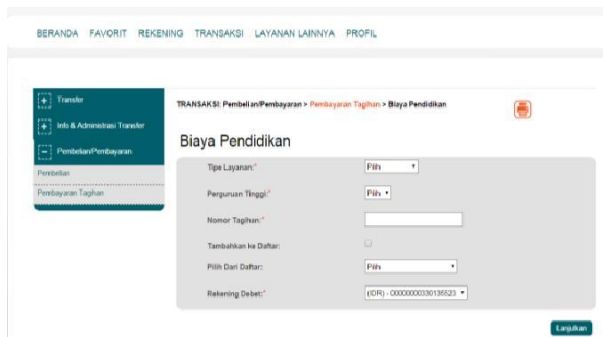 BERANDA FAVORIT REKENING TRANSAKSI LAYANAN LAINNYA PROFIL
Transfer
Info & Administrasi Transfer
Pembelian/Pembayaran
Pembelian
Pembayaran Tagihan
TRANSAKSI: Pembelian/Pembayaran > Pembayaran Tagihan > Biaya Pendidikan
Biaya Pendidikan
Tipe Layanan:* Pilih
Perguruan Tinggi:* Pilih
Nomor Tagihan:*
Tambahkan ke Daftar:
Pilih Dari Daftar: Pilih
Rekening Debet:* (IDR) -
Lanjutkan